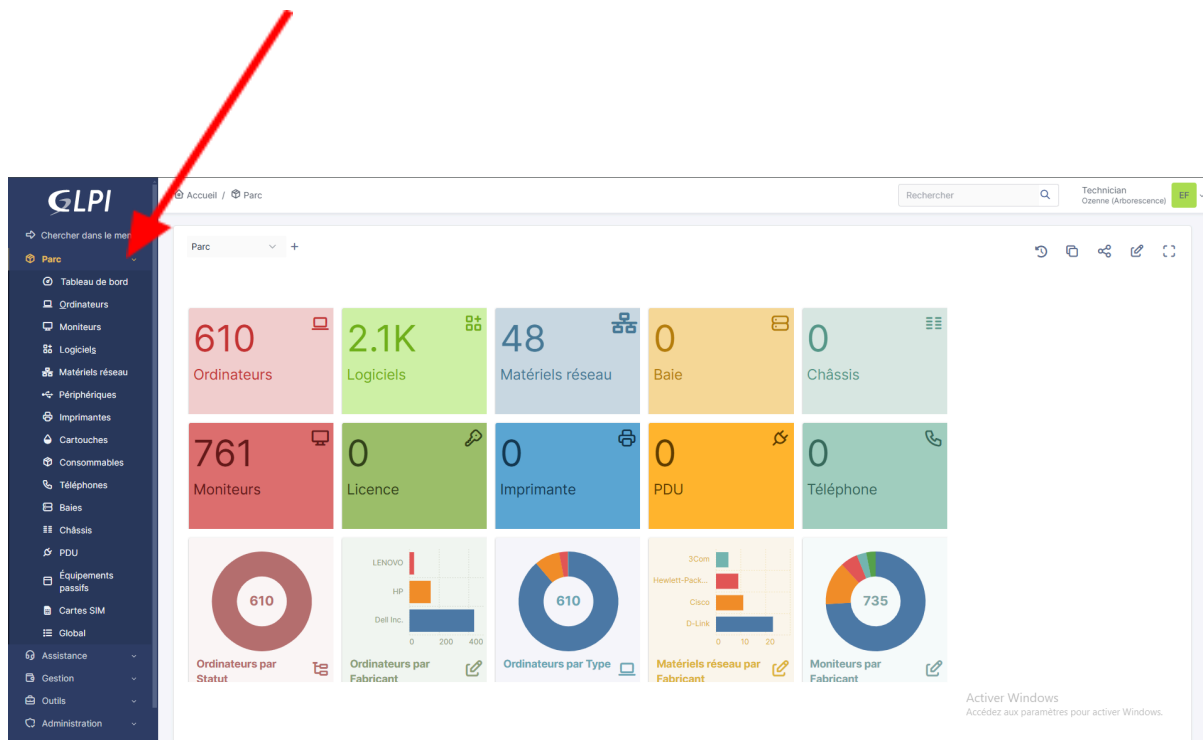 GLPI
Accueil / Parc
Rechercher
Technician
Ozenne (Arborescence)
EF
Chercher dans le men
Parc
Tableau de bord
Ordinateurs
Moniteurs
Logiciels
Matériels réseau
Périphériques
Imprimantes
Cartouches
Consommables
Téléphones
Baies
Châssis
PDU
Équipements
passifs
Cartes SIM
Global
Assistance
Gestion
Outils
Administration
Parc
610
Ordinateurs
2.1K
Logiciels
48
Matériels réseau
0
Baie
0
Châssis
761
Moniteurs
0
Licence
0
Imprimante
0
PDU
0
Téléphone
610
Ordinateurs par
Statut
LENOVO
HP
Dell Inc.
0 200 400
Ordinateurs par
Fabricant
610
Ordinateurs par Type
3Com
Hewlett-Pack...
Cisco
D-Link
0 10 20
Matériels réseau par
Fabricant
735
Moniteurs par
Fabricant
Activer Windows
Accédez aux paramètres pour activer Windows.